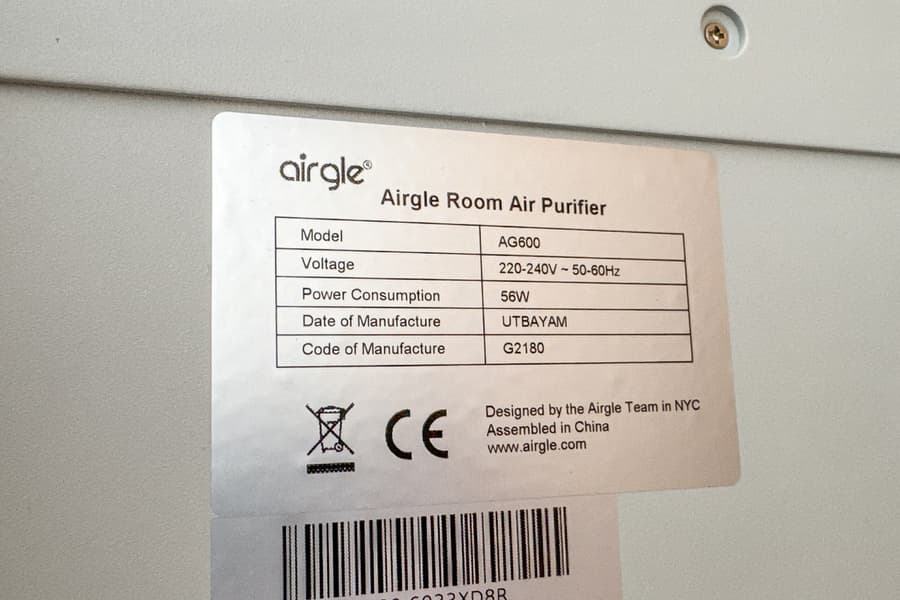 airgle®
Airgle Room Air Purifier
Model AG600
Voltage 220-240V ~ 50-60Hz
Power Consumption 56W
Date of Manufacture UTBAYAM
Code of Manufacture G2180
CE
Designed by the Airgle Team in NYC
Assembled in China
www.airgle.com